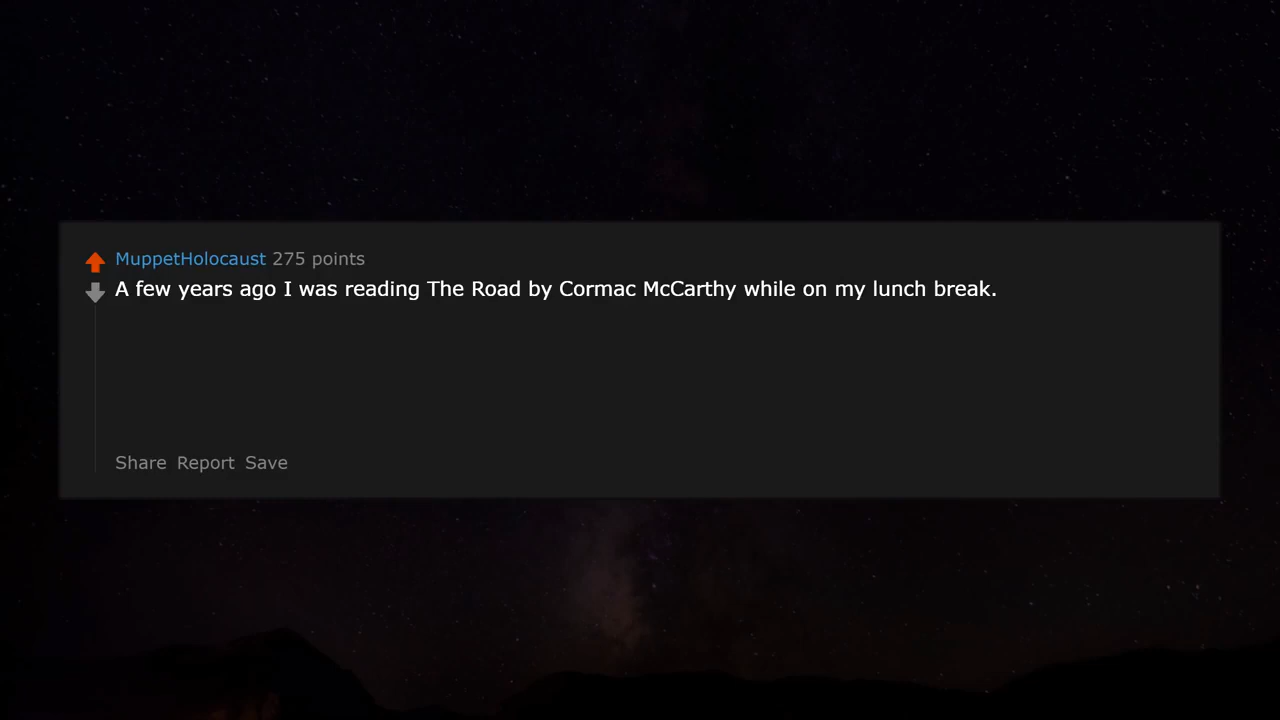 MuppetHolocaust 275 points
A few years ago I was reading The Road by Cormac McCarthy while on my lunch break.
Share Report Save